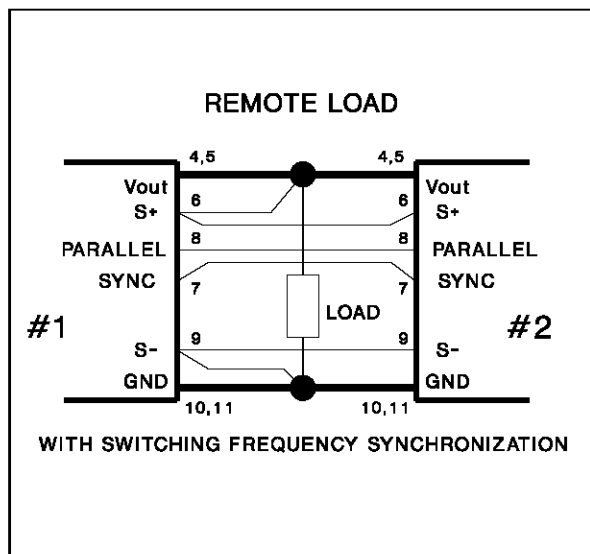 REMOTE LOAD
4,5 4,5
Vout Vout
6 6
S+ S+
8 8
PARALLEL PARALLEL
SYNC SYNC
7 7
LOAD
#1 #2
9 9
S- S-
GND GND
10,11 10,11
WITH SWITCHING FREQUENCY SYNCHRONIZATION